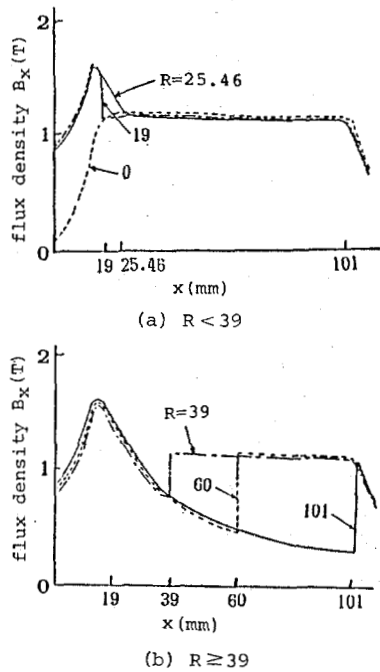 flux density Bx(T)
2
1
0
R=25.46
19
0
19 25.46 101
x(mm)
(a) R<39
flux density Bx(T)
2
1
0
R=39
60
101
19 39 60 101
x(mm)
(b) R≥39